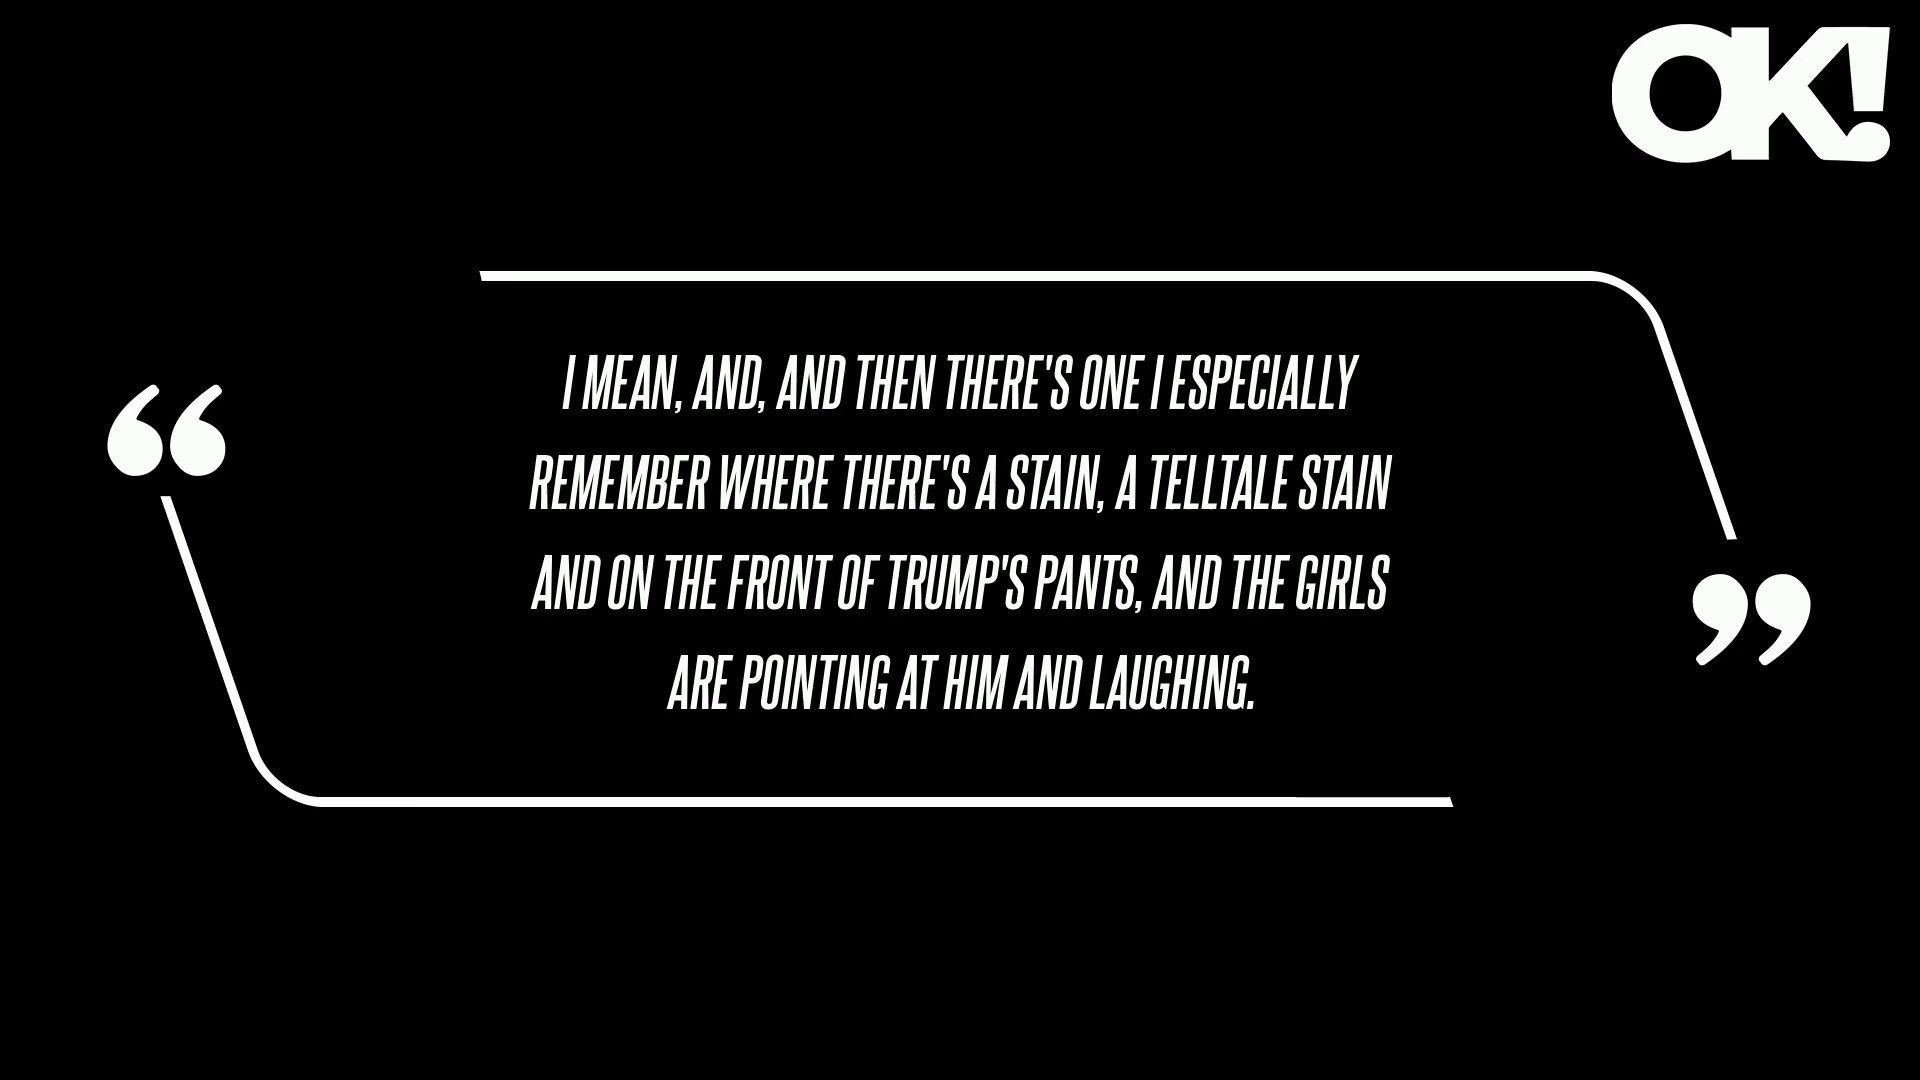 OK!
“
I MEAN, AND, AND THEN THERE'S ONE I ESPECIALLY
REMEMBER WHERE THERE'S A STAIN, A TELLTALE STAIN
AND ON THE FRONT OF TRUMP'S PANTS, AND THE GIRLS
ARE POINTING AT HIM AND LAUGHING.
”